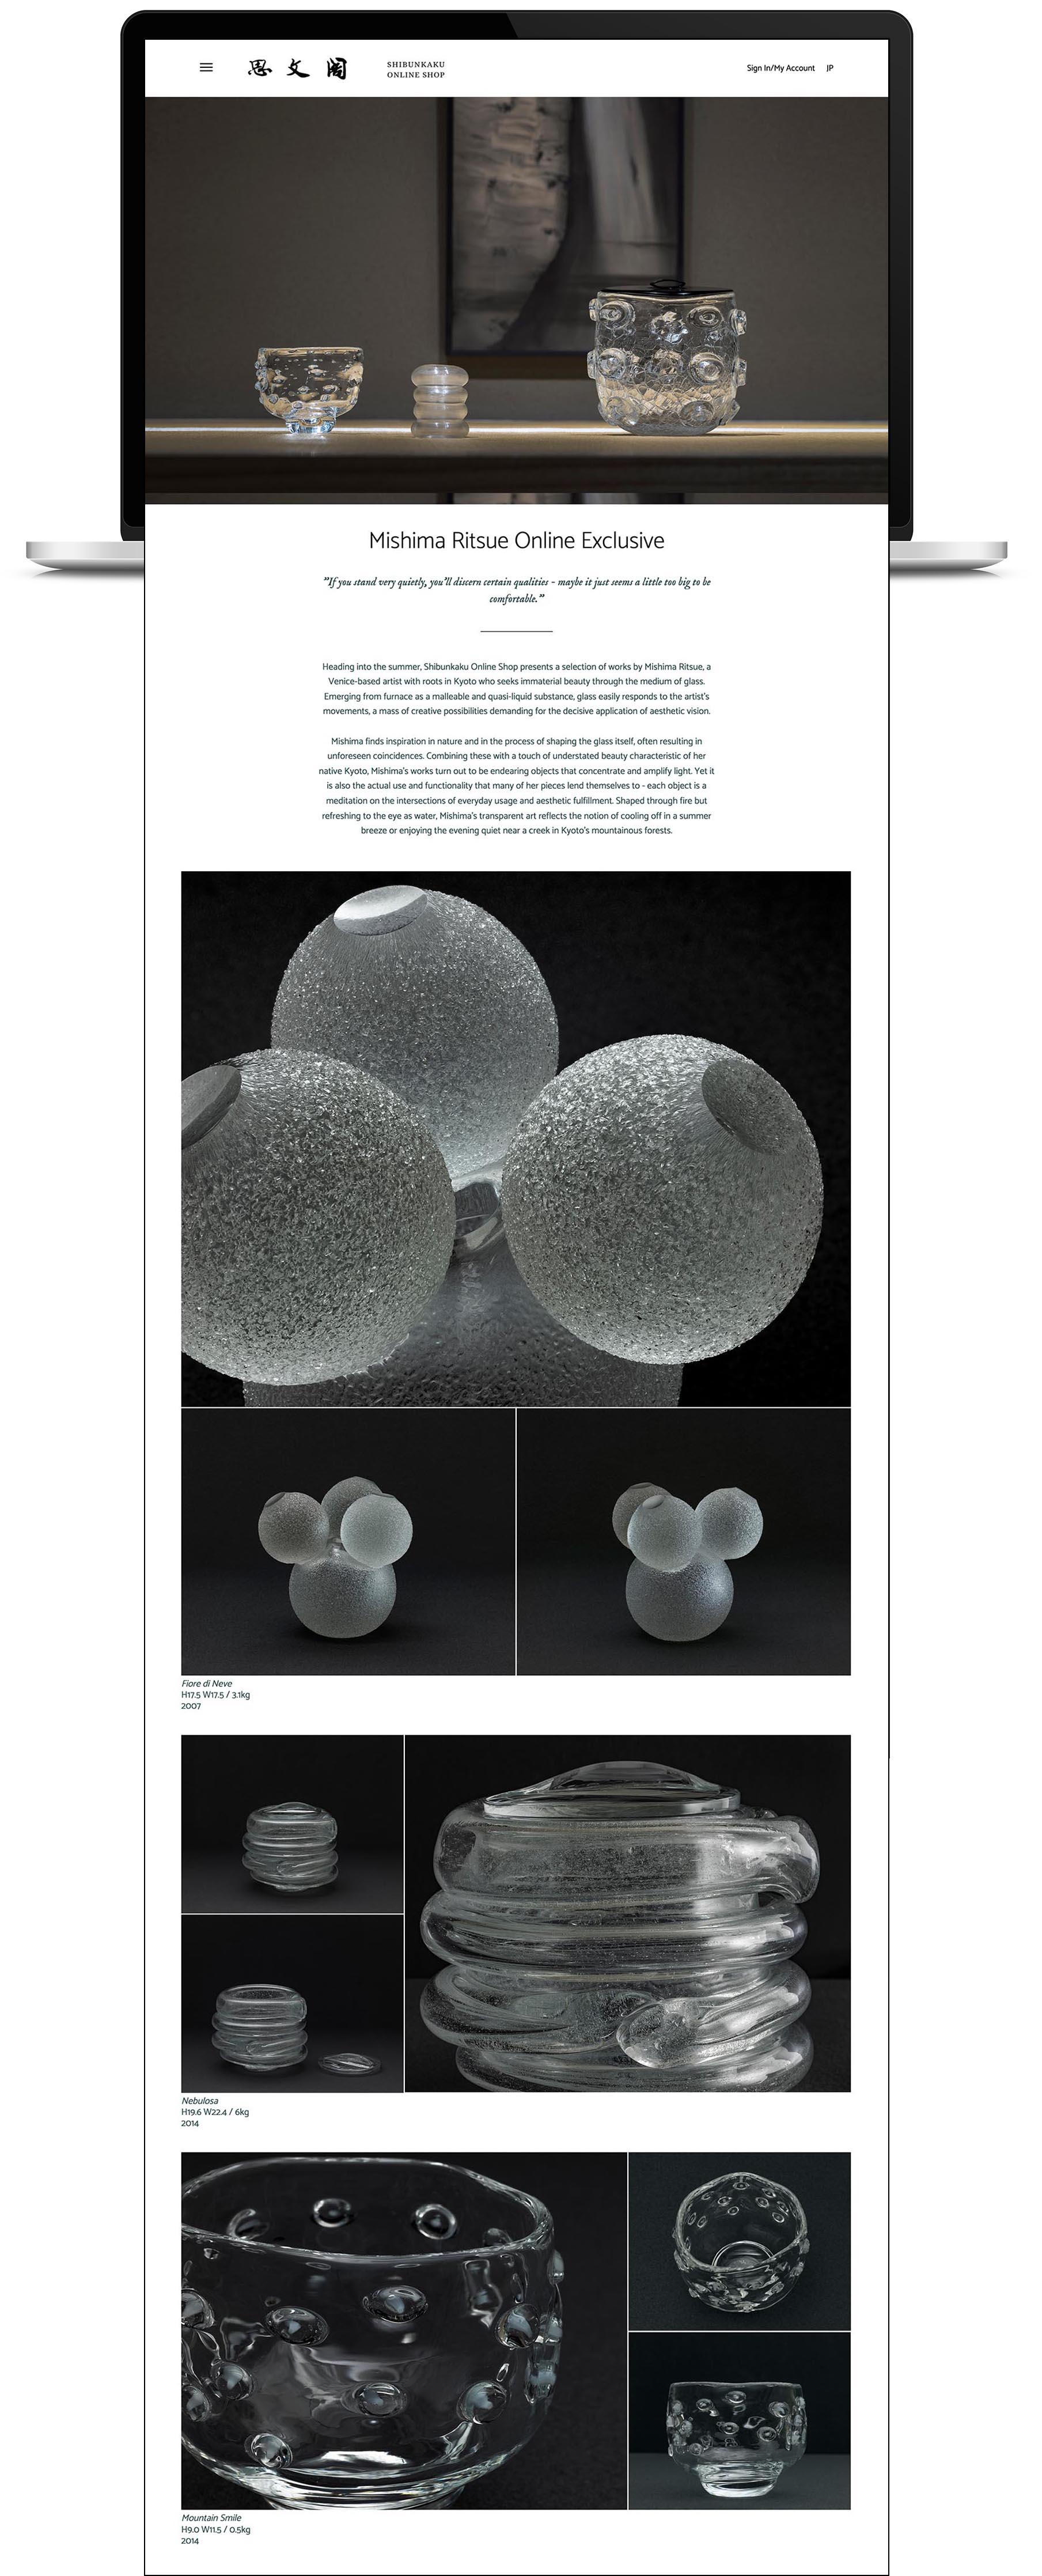 思文閣
SHIBUNKAKU
ONLINE SHOP
Sign In/My Account JP
Mishima Ritsue Online Exclusive
"If you stand very quietly, you'll discern certain qualities - maybe it just seems a little too big to be
comfortable."
Heading into the summer, Shibunkaku Online Shop presents a selection of works by Mishima Ritsue, a
Venice-based artist with roots in Kyoto who seeks immaterial beauty through the medium of glass.
Emerging from furnace as a malleable and quasi-liquid substance, glass easily responds to the artist's
movements, a mass of creative possibilities demanding for the decisive application of aesthetic vision.
Mishima finds inspiration in nature and in the process of shaping the glass itself, often resulting in
unforeseen coincidences. Combining these with a touch of understated beauty characteristic of her
native Kyoto, Mishima's works turn out to be endearing objects that concentrate and amplify light. Yet it
is also the actual use and functionality that many of her pieces lend themselves to - each object is a
meditation on the intersections of everyday usage and aesthetic fulfillment. Shaped through fire but
refreshing to the eye as water, Mishima's transparent art reflects the notion of cooling off in a summer
breeze or enjoying the evening quiet near a creek in Kyoto's mountainous forests.
Fiore di Neve
H17.5 W17.5 / 3.1kg
2007
Nebulosa
H19.6 W22.4 / 6kg
2014
Mountain Smile
H9.0 W11.5 / 0.5kg
2014